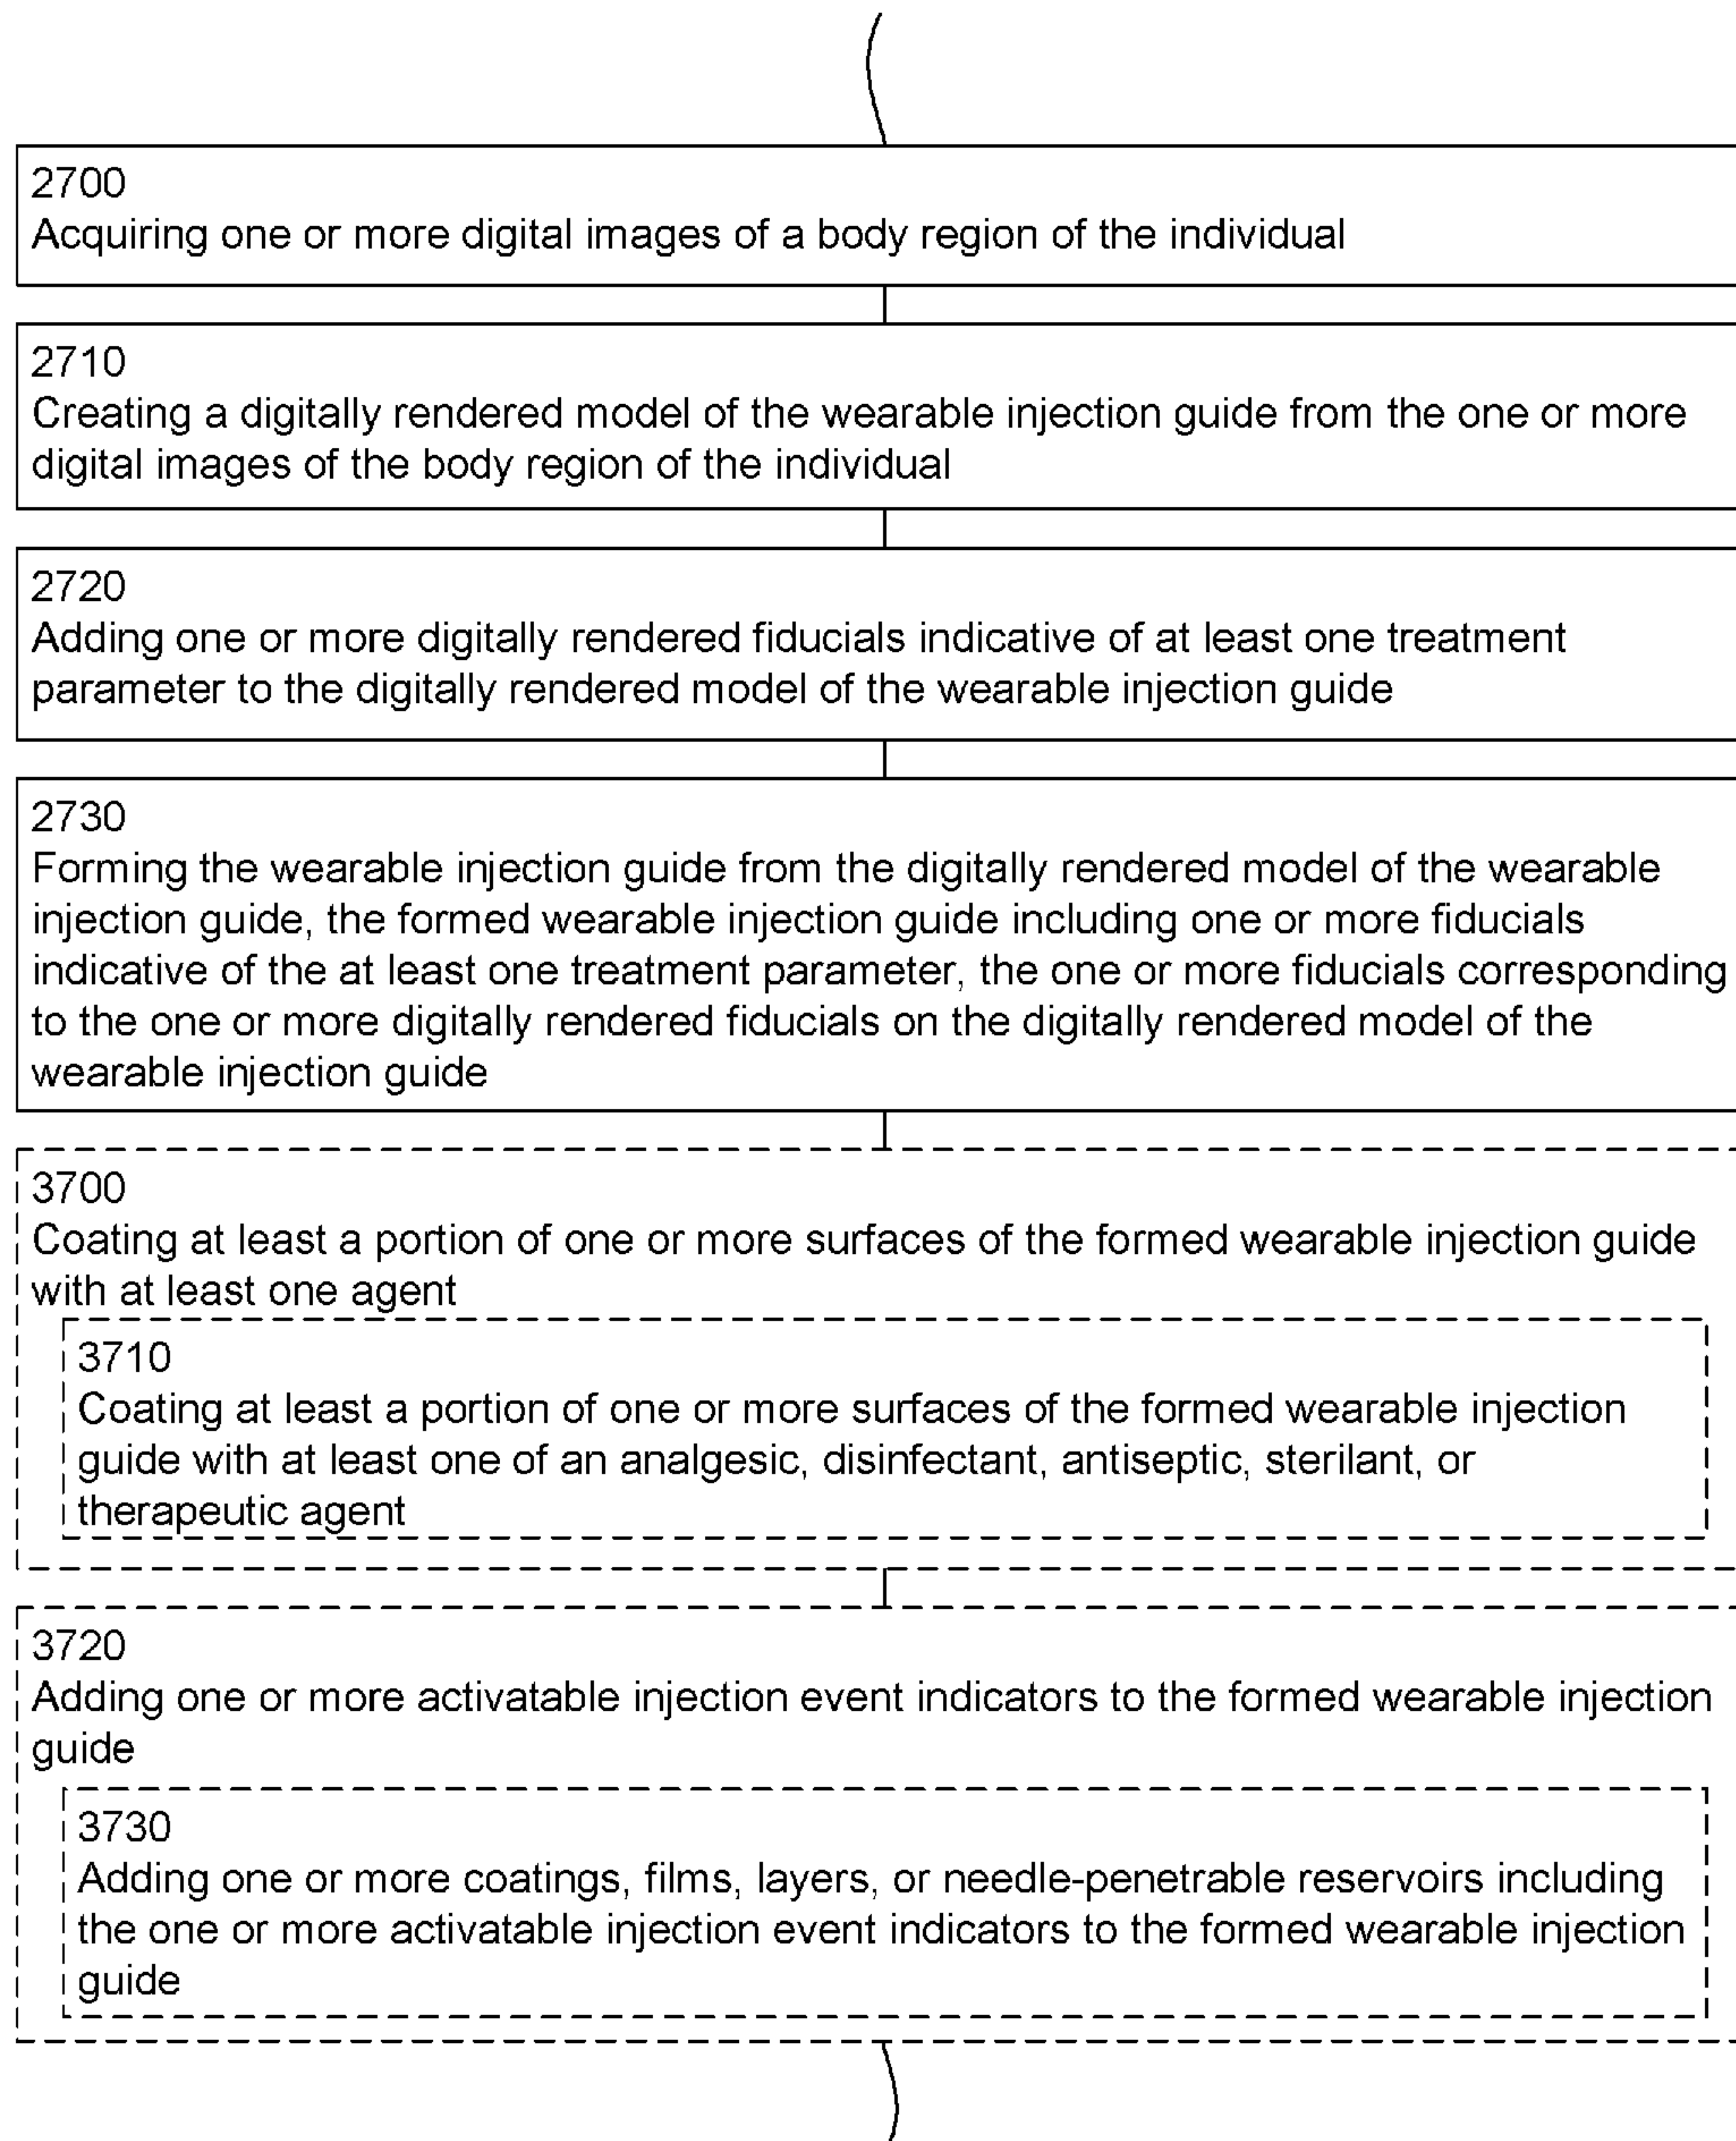 2700
Acquiring one or more digital images of a body region of the individual
2710
Creating a digitally rendered model of the wearable injection guide from the one or more
digital images of the body region of the individual
2720
Adding one or more digitally rendered fiducials indicative of at least one treatment
parameter to the digitally rendered model of the wearable injection guide
2730
Forming the wearable injection guide from the digitally rendered model of the wearable
injection guide, the formed wearable injection guide including one or more fiducials
indicative of the at least one treatment parameter, the one or more fiducials corresponding
to the one or more digitally rendered fiducials on the digitally rendered model of the
wearable injection guide
3700
Coating at least a portion of one or more surfaces of the formed wearable injection guide
with at least one agent
3710
Coating at least a portion of one or more surfaces of the formed wearable injection
guide with at least one of an analgesic, disinfectant, antiseptic, sterilant, or
therapeutic agent
3720
Adding one or more activatable injection event indicators to the formed wearable injection
guide
3730
Adding one or more coatings, films, layers, or needle-penetrable reservoirs including
the one or more activatable injection event indicators to the formed wearable injection
guide